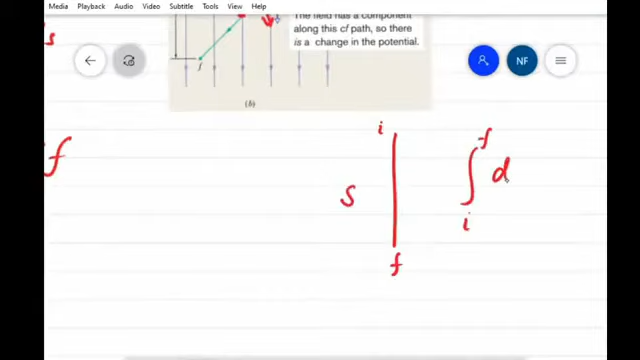 Media Playback Audio Video Subtitle Tools View Help
The field has a component
along this cf path, so there
is a change in the potential.
f
(b)
NF
s
f
i
s
f
∫
f
i
d